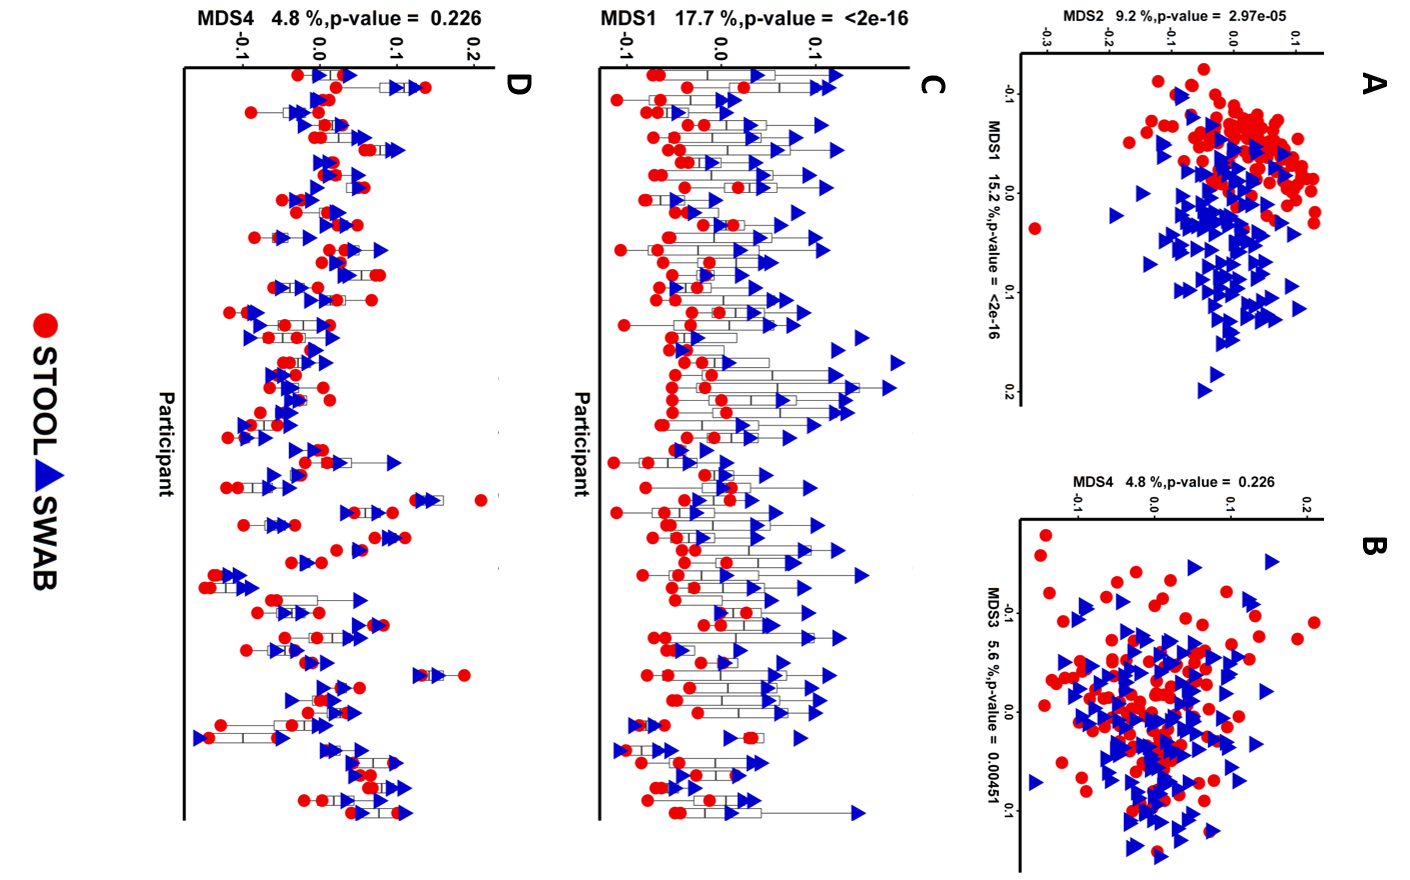 A
MDS2 9.2 %,p-value = 2.97e-05
-0.3
-0.2
-0.1
0.0
0.1
-0.1
0.0
0.1
0.2
MDS1 15.2 %,p-value = <2e-16
B
MDS4 4.8 %,p-value = 0.226
-0.1
0.0
0.1
0.2
-0.1
0.0
0.1
MDS3 5.6 %,p-value = 0.00451
C
MDS1 17.7 %,p-value = <2e-16
-0.1
0.0
0.1
Participant
D
MDS4 4.8 %,p-value = 0.226
-0.1
0.0
0.1
0.2
Participant
STOOL SWAB